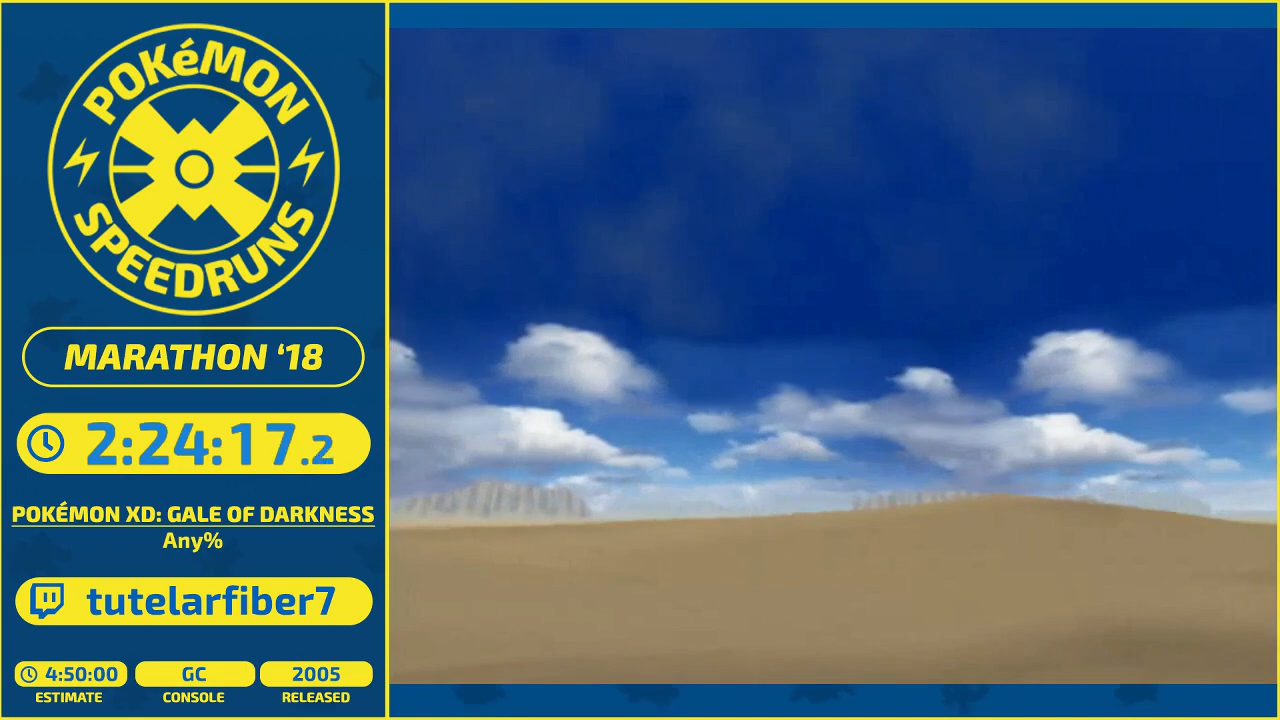 POKéMON
SPEEDRUNS
MARATHON ‘18
2:24:17.2
POKÉMON XD: GALE OF DARKNESS
Any%
tutelarfiber7
4:50:00
ESTIMATE
GC
CONSOLE
2005
RELEASED